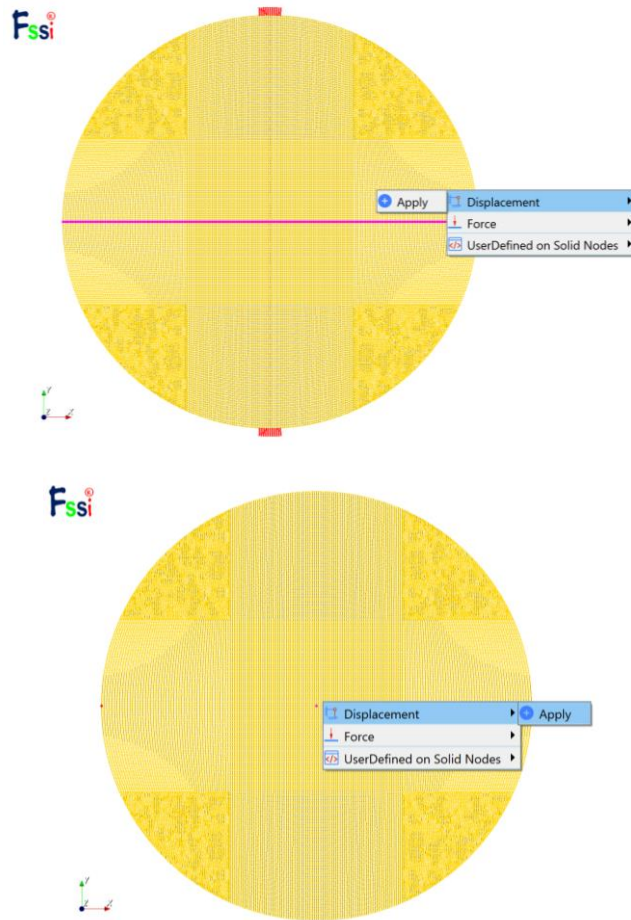 Fssi®
Apply
Displacement
Force
UserDefined on Solid Nodes
Y
Z X
Fssi®
Displacement
Apply
Force
UserDefined on Solid Nodes
Y
Z X